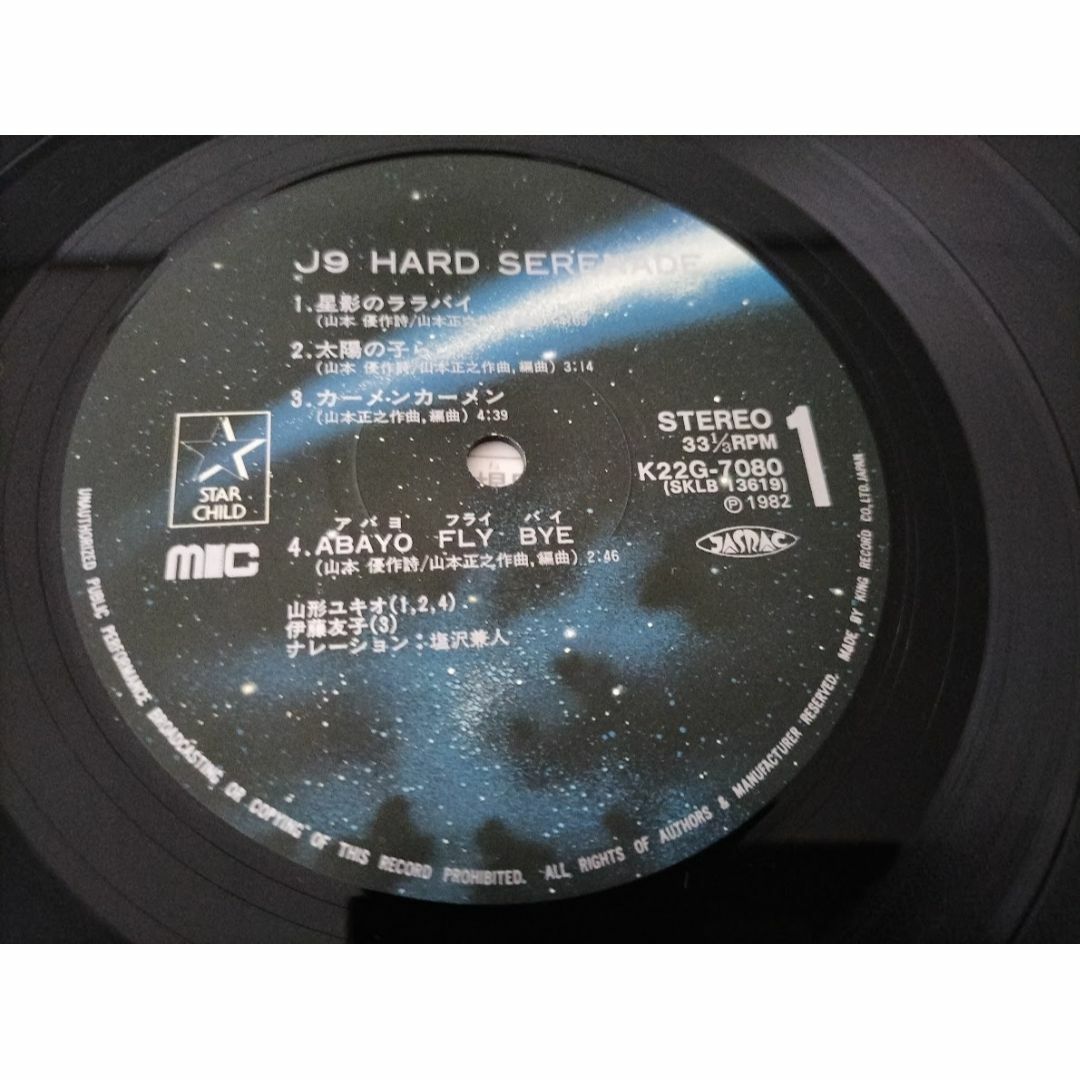 J9 HARD SERENADE
1.星影のララバイ
(山本 優作詩/山本正之
2.太陽の子ら
(山本 優作詩/山本正之作曲,編曲) 3:14
3.カーメンカーメン
(山本正之作曲,編曲) 4:39
STAR
CHILD
MIC
アバヨ フライ バイ
4.ABAYO FLY BYE
(山本 優作詩/山本正之作曲,編曲) 2:46
山形ユキオ(1,2,4)
伊藤友子(3)
ナレーション:塩沢兼人
STEREO
33⅓RPM
1
K22G-7080
(SKLB 13619)
Ⓟ 1982
JASRAC
UNAUTHORIZED PUBLIC PERFORMANCE BROADCASTING OR COPYING OF THIS RECORD PROHIBITED. ALL RIGHTS OF AUTHORS & MANUFACTURER RESERVED. MADE BY KING RECORD CO,LTD.JAPAN